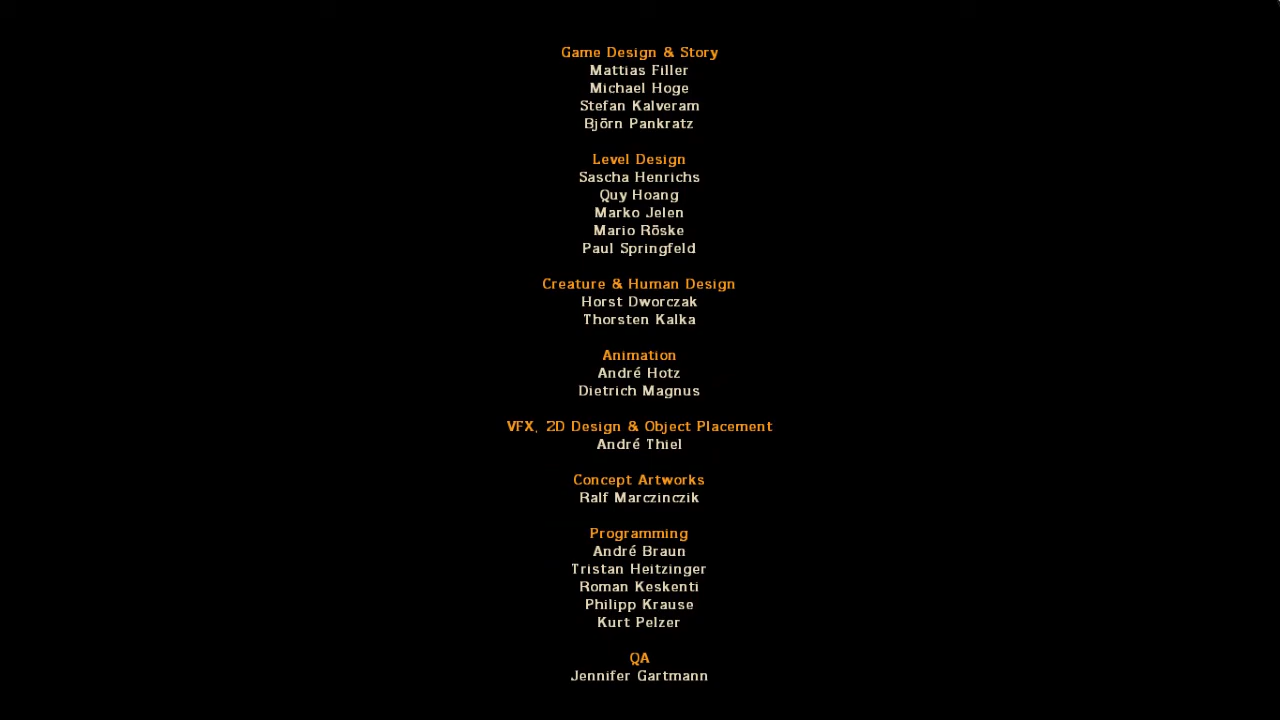 Game Design & Story
Mattias Filler
Michael Hoge
Stefan Kalveram
Björn Pankratz
Level Design
Sascha Henrichs
Quy Hoang
Marko Jelen
Mario Röske
Paul Springfeld
Creature & Human Design
Horst Dworczak
Thorsten Kalka
Animation
André Hotz
Dietrich Magnus
VFX, 2D Design & Object Placement
André Thiel
Concept Artworks
Ralf Marczinczik
Programming
André Braun
Tristan Heitzinger
Roman Keskenti
Philipp Krause
Kurt Pelzer
QA
Jennifer Gartmann